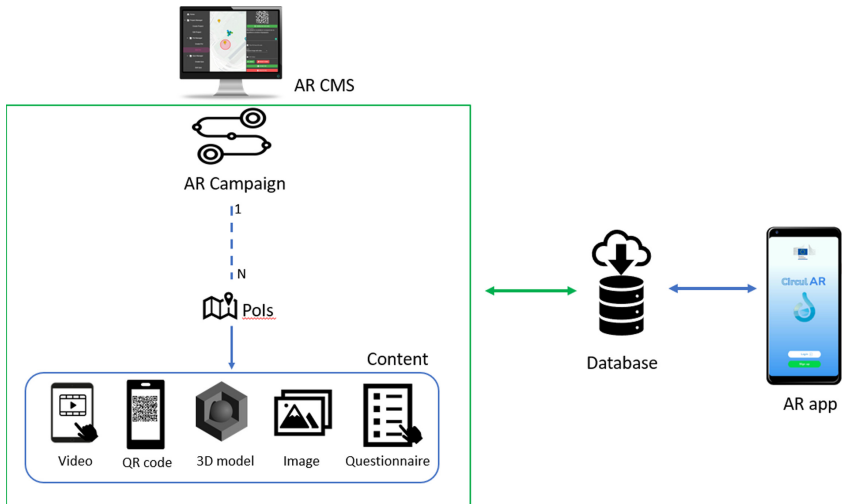 AR CMS
AR Campaign
1
N
PoIs
Content
Video
QR code
3D model
Image
Questionnaire
Database
Circul AR
AR app